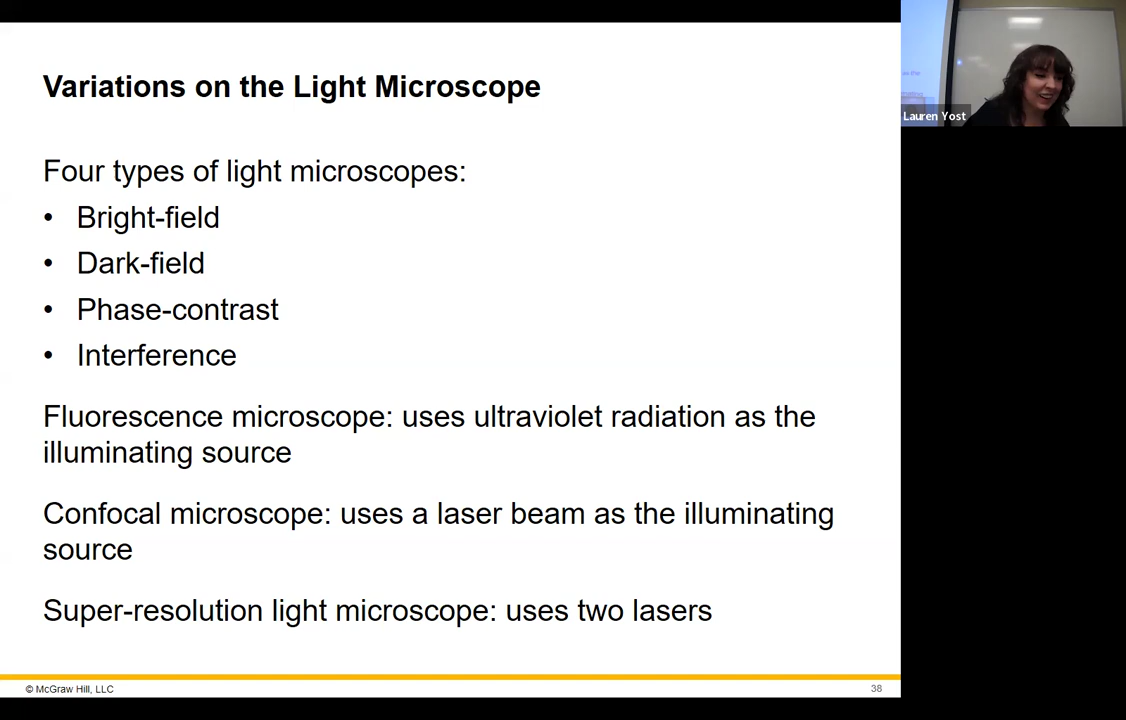 Variations on the Light Microscope
Four types of light microscopes:
• Bright-field
• Dark-field
• Phase-contrast
• Interference
Fluorescence microscope: uses ultraviolet radiation as the
illuminating source
Confocal microscope: uses a laser beam as the illuminating
source
Super-resolution light microscope: uses two lasers
© McGraw Hill, LLC
38
Lauren Yost